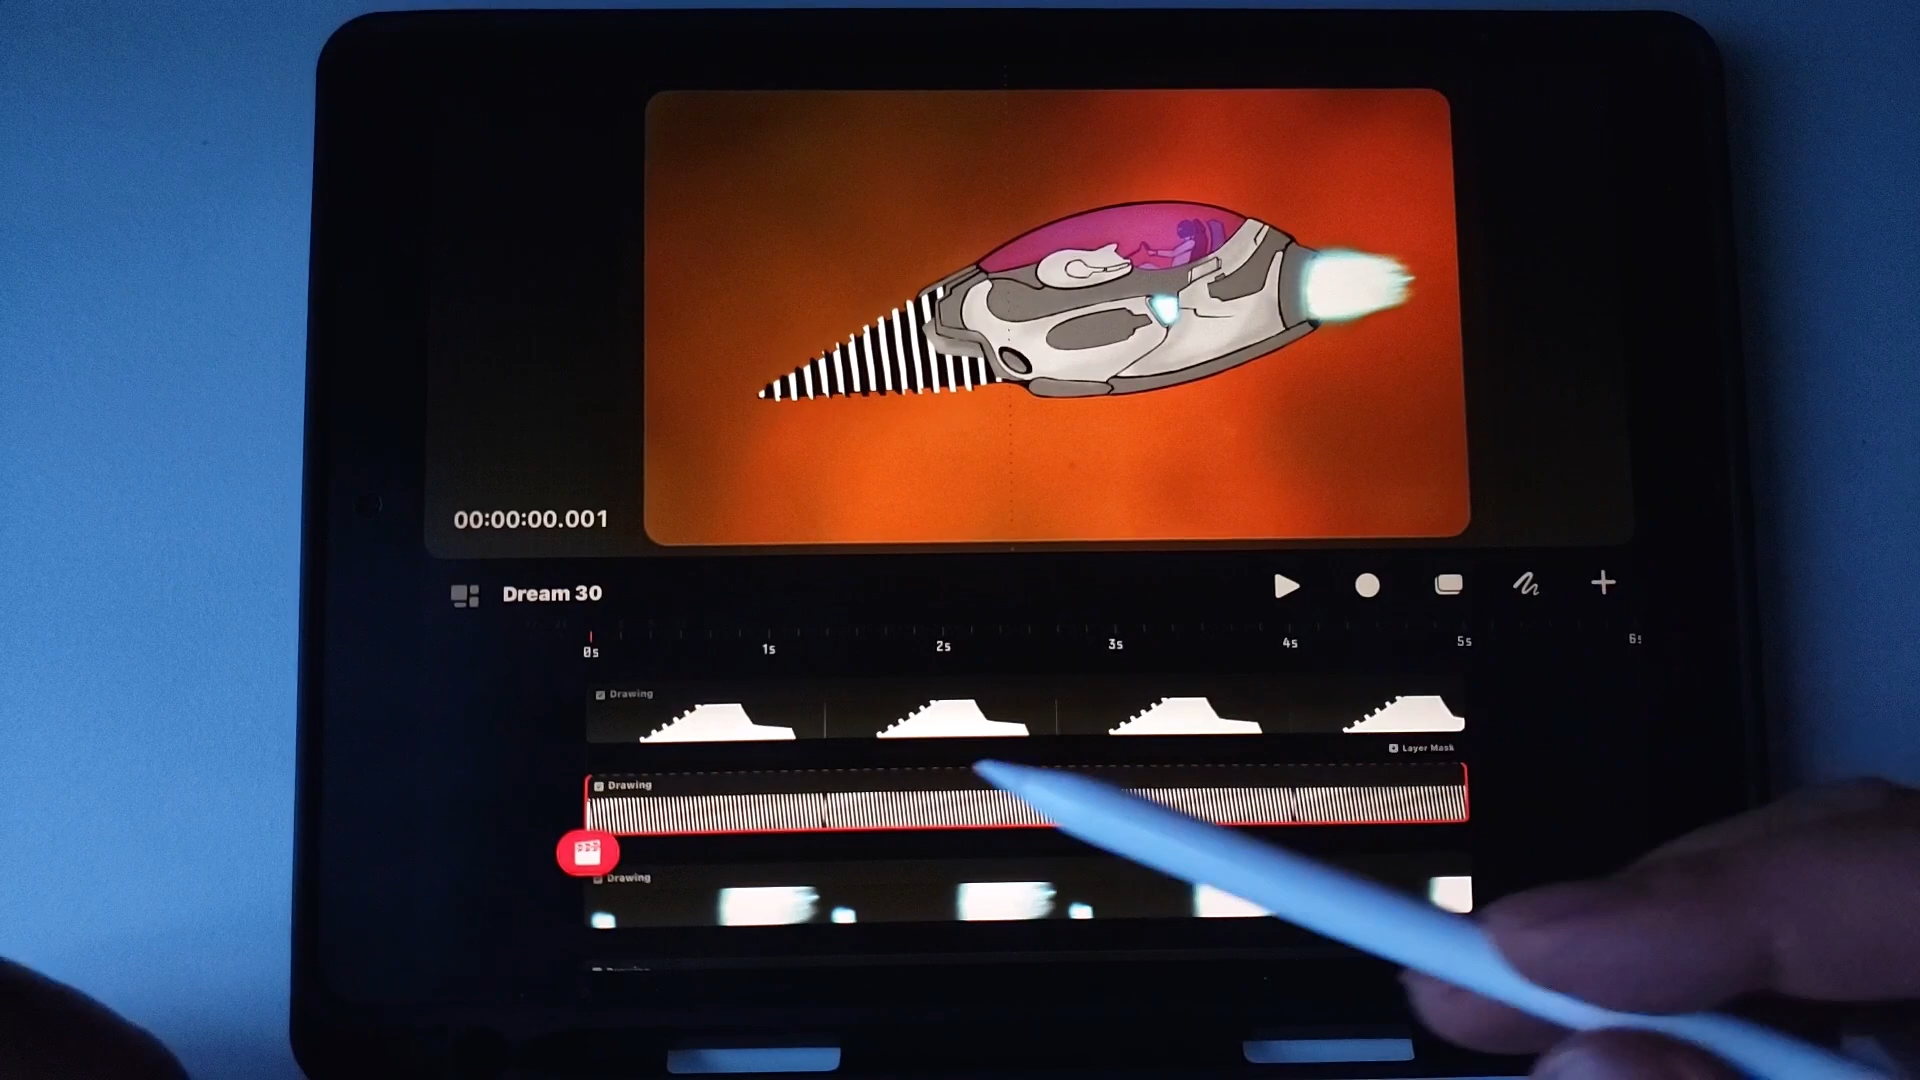 00:00:00.001
Dream 30
0s 1s 2s 3s 4s 5s
Drawing
Layer Mask
Drawing
Drawing